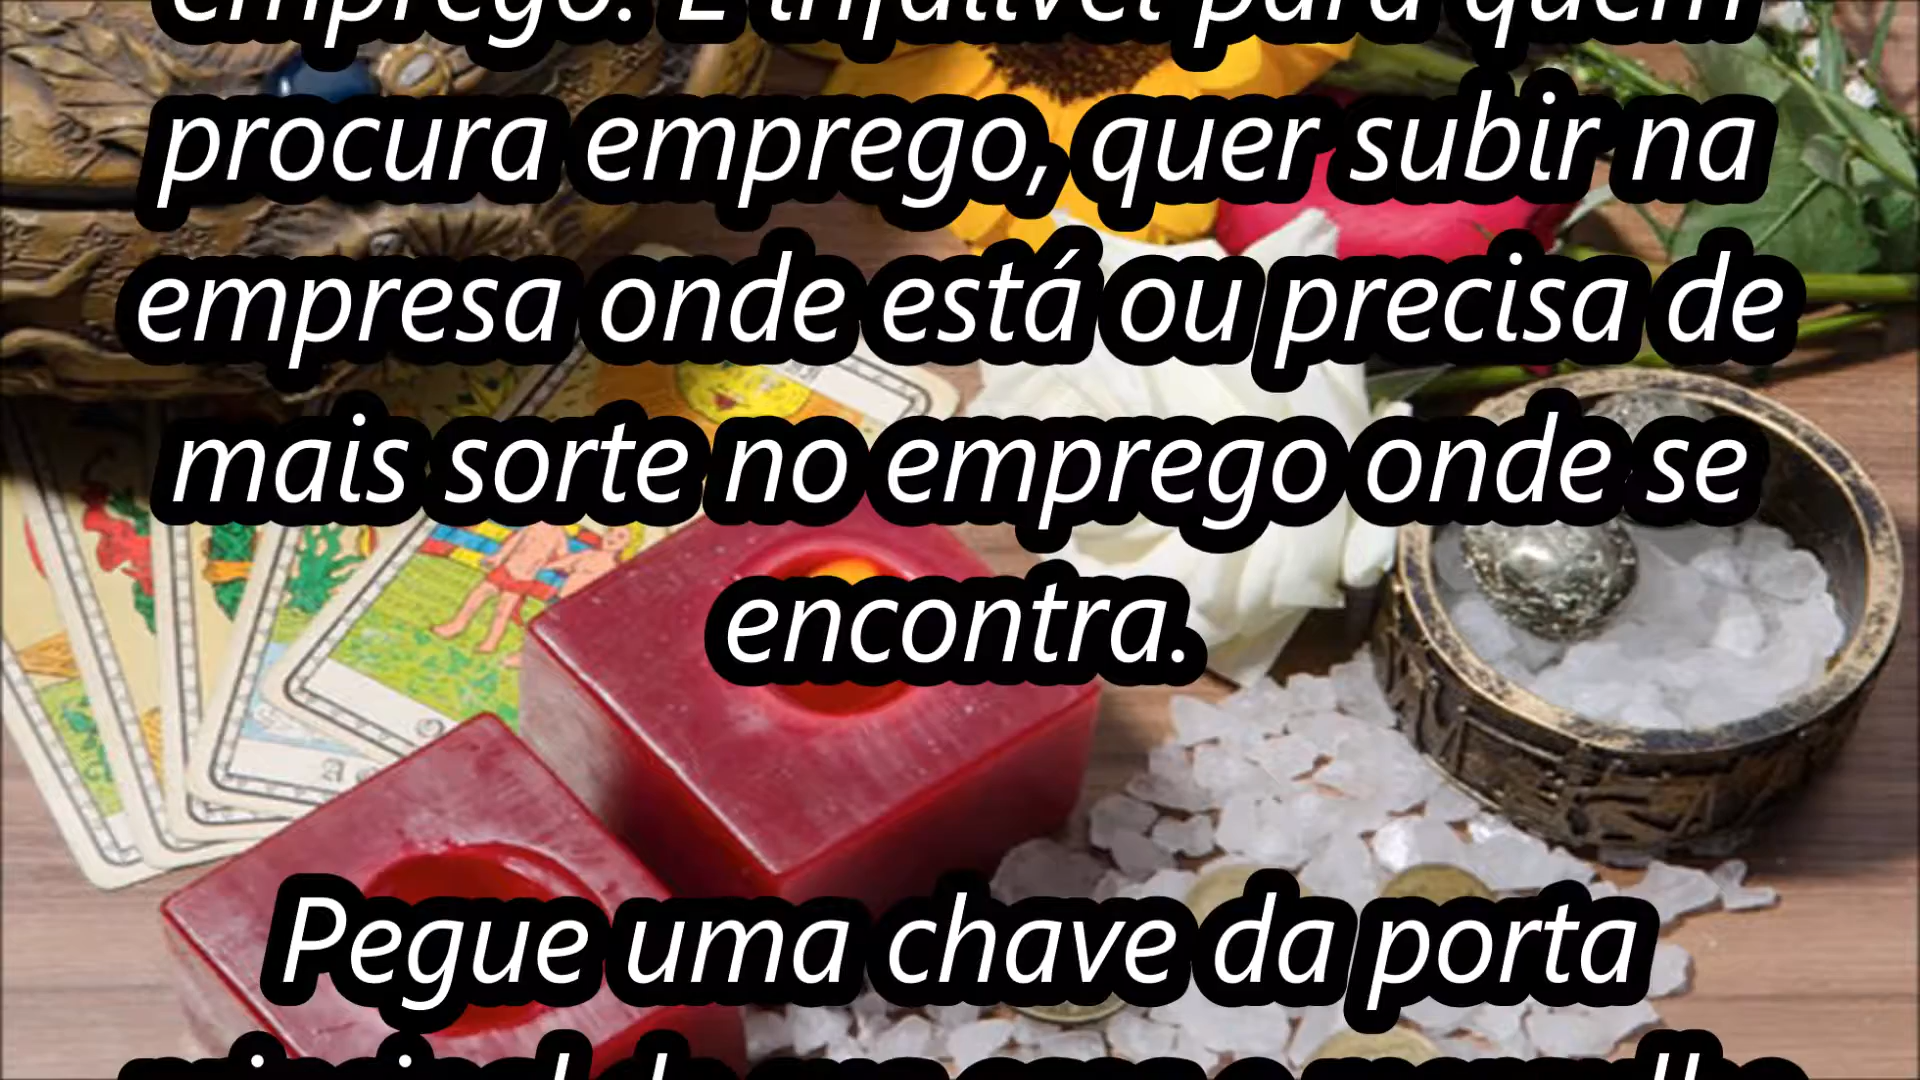 emprego. É infalível para quem
procura emprego, quer subir na
empresa onde está ou precisa de
mais sorte no emprego onde se
encontra.
Pegue uma chave da porta